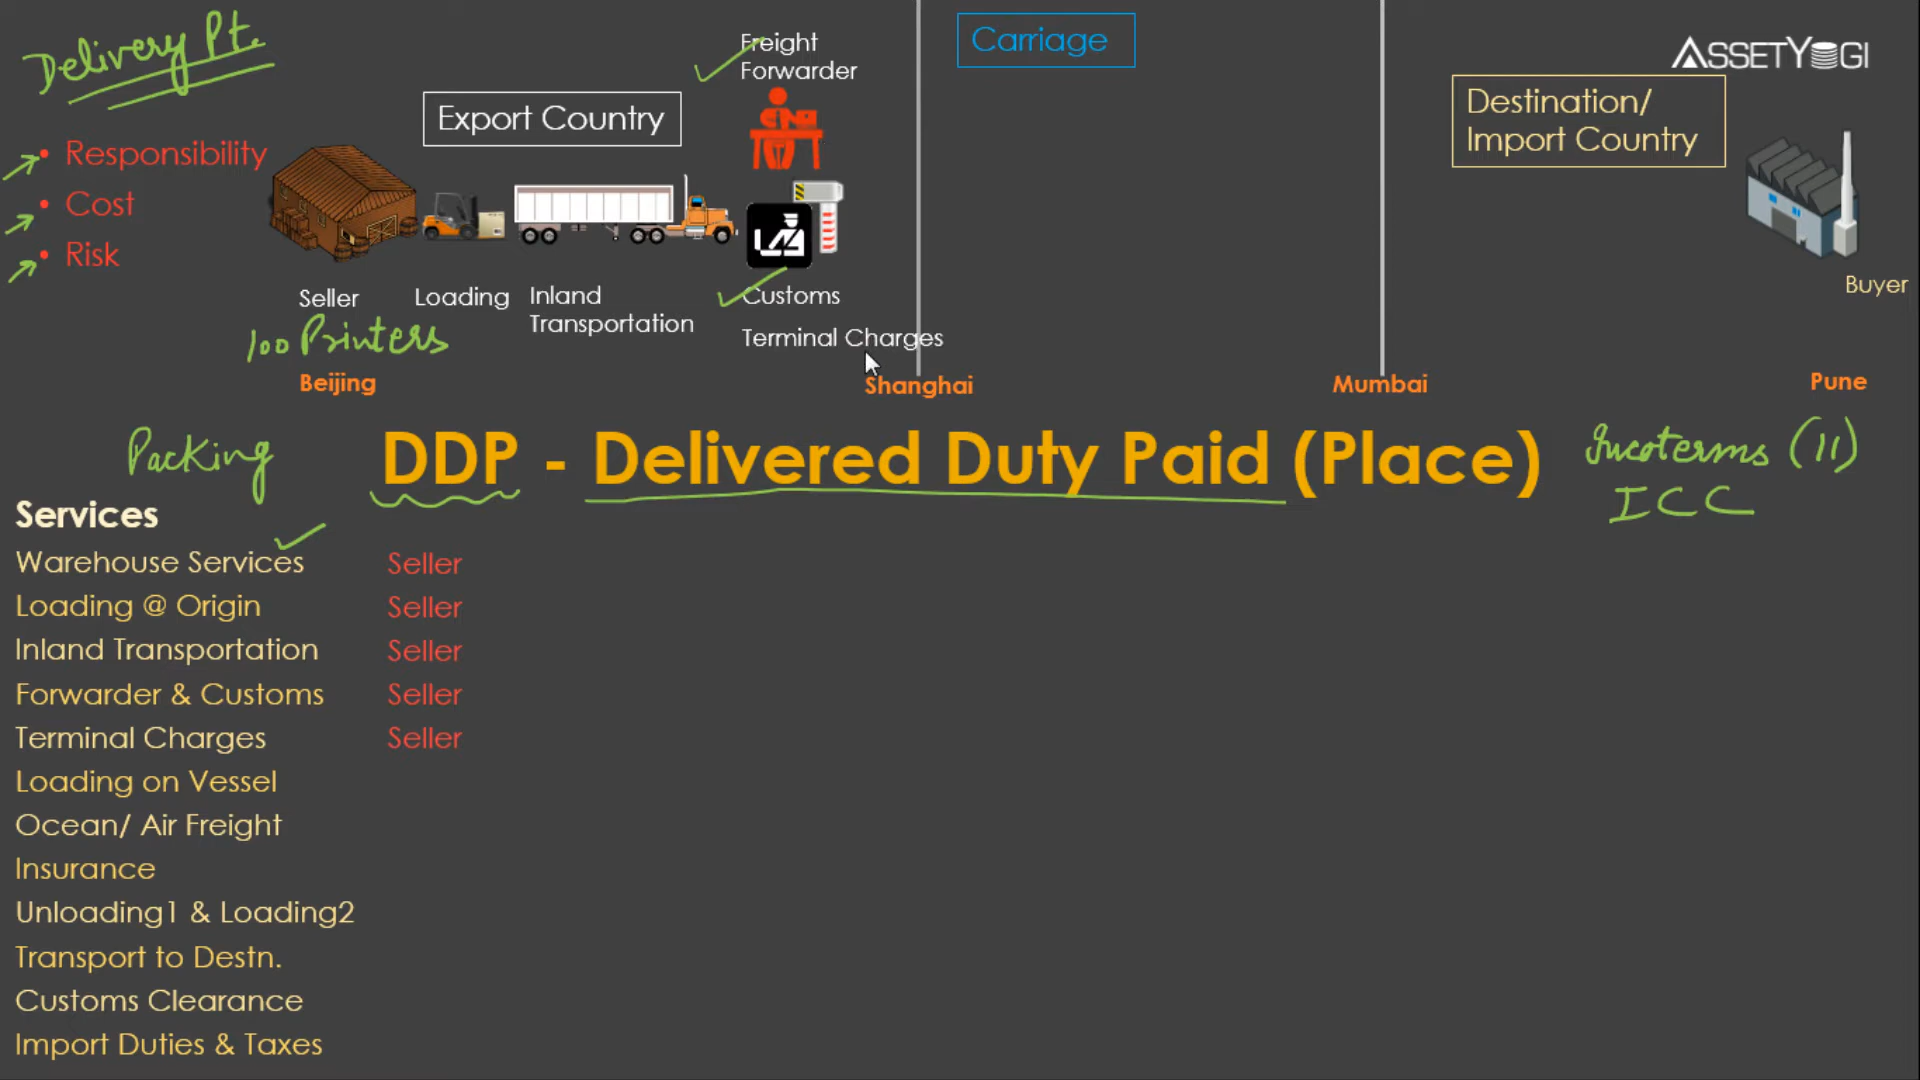 Delivery Pt.
• Responsibility
• Cost
• Risk
Export Country
Freight
Forwarder
Carriage
ASSETYOGI
Destination/
Import Country
Seller
Loading
Inland
Transportation
Customs
Terminal Charges
Buyer
100 Printers
Beijing
Shanghai
Mumbai
Pune
Packing
DDP - Delivered Duty Paid (Place)
Incoterms (11)
ICC
Services
Warehouse Services Seller
Loading @ Origin Seller
Inland Transportation Seller
Forwarder & Customs Seller
Terminal Charges Seller
Loading on Vessel
Ocean/ Air Freight
Insurance
Unloading1 & Loading2
Transport to Destn.
Customs Clearance
Import Duties & Taxes